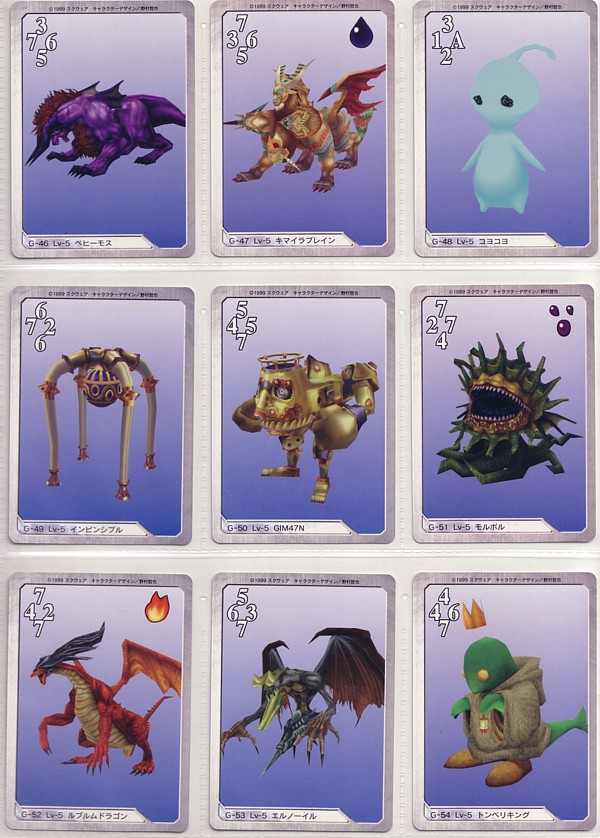 ©1999 スクウェア キャラクターデザイン/野村哲也
3
7 6
5
G-46 Lv-5 ベヒーモス
©1999 スクウェア キャラクターデザイン/野村哲也
7
3 6
5
G-47 Lv-5 キマイラブレイン
©1999 スクウェア キャラクターデザイン/野村哲也
3
1 A
2
G-48 Lv-5 コヨコヨ
©1999 スクウェア キャラクターデザイン/野村哲也
6
7 2
6
G-49 Lv-5 インビンシブル
©1999 スクウェア キャラクターデザイン/野村哲也
5
4 5
7
G-50 Lv-5 GIM47N
©1999 スクウェア キャラクターデザイン/野村哲也
7
2 7
4
G-51 Lv-5 モルボル
©1999 スクウェア キャラクターデザイン/野村哲也
7
4 2
7
G-52 Lv-5 ルブルムドラゴン
©1999 スクウェア キャラクターデザイン/野村哲也
5
6 3
7
G-53 Lv-5 エルノーイル
©1999 スクウェア キャラクターデザイン/野村哲也
4
4 6
7
G-54 Lv-5 トンベリキング